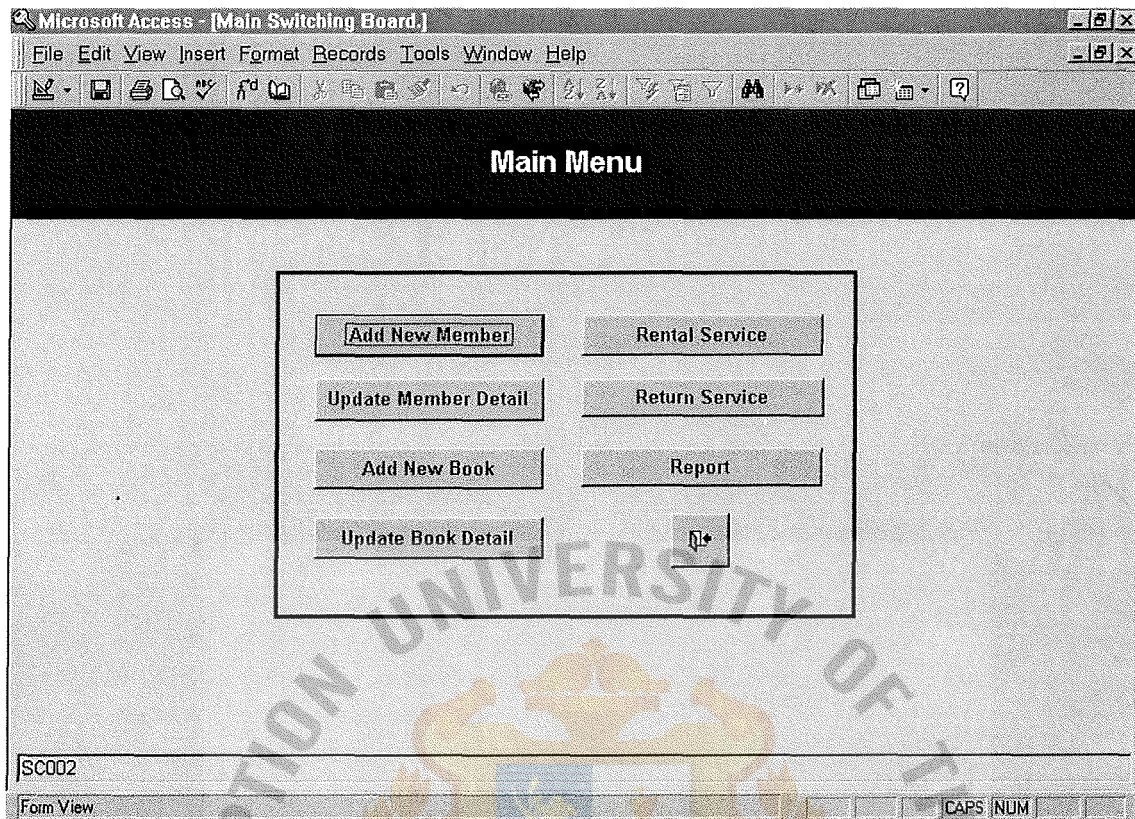 Microsoft Access - [Main Switching Board.]
File Edit View Insert Format Records Tools Window Help
Main Menu
Add New Member
Rental Service
Update Member Detail
Return Service
Add New Book
Report
Update Book Detail
UNIVERSITY OF
SC002
Form View
CAPS NUM